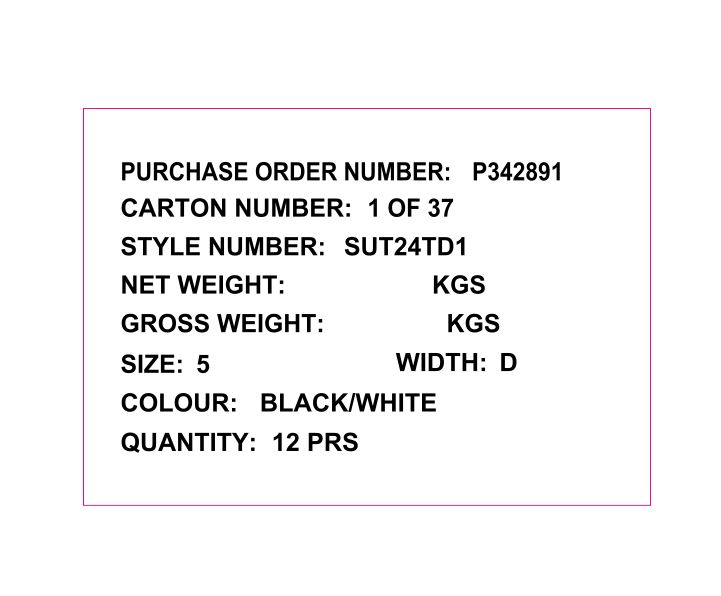 PURCHASE ORDER NUMBER: P342891
CARTON NUMBER: 1 OF 37
STYLE NUMBER: SUT24TD1
NET WEIGHT: KGS
GROSS WEIGHT: KGS
SIZE: 5 WIDTH: D
COLOUR: BLACK/WHITE
QUANTITY: 12 PRS